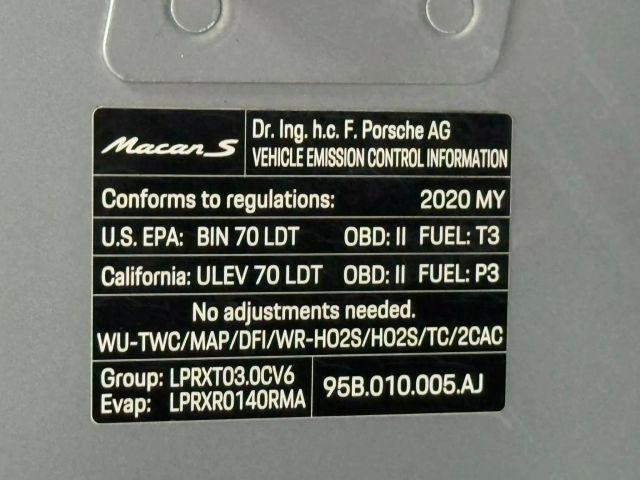 Macan S
Dr. Ing. h.c. F. Porsche AG
VEHICLE EMISSION CONTROL INFORMATION
Conforms to regulations: 2020 MY
U.S. EPA: BIN 70 LDT OBD: II FUEL: T3
California: ULEV 70 LDT OBD: II FUEL: P3
No adjustments needed.
WU-TWC/MAP/DFI/WR-HO2S/HO2S/TC/2CAC
Group: LPRXT03.0CV6
Evap: LPRXR0140RMA
95B.010.005.AJ